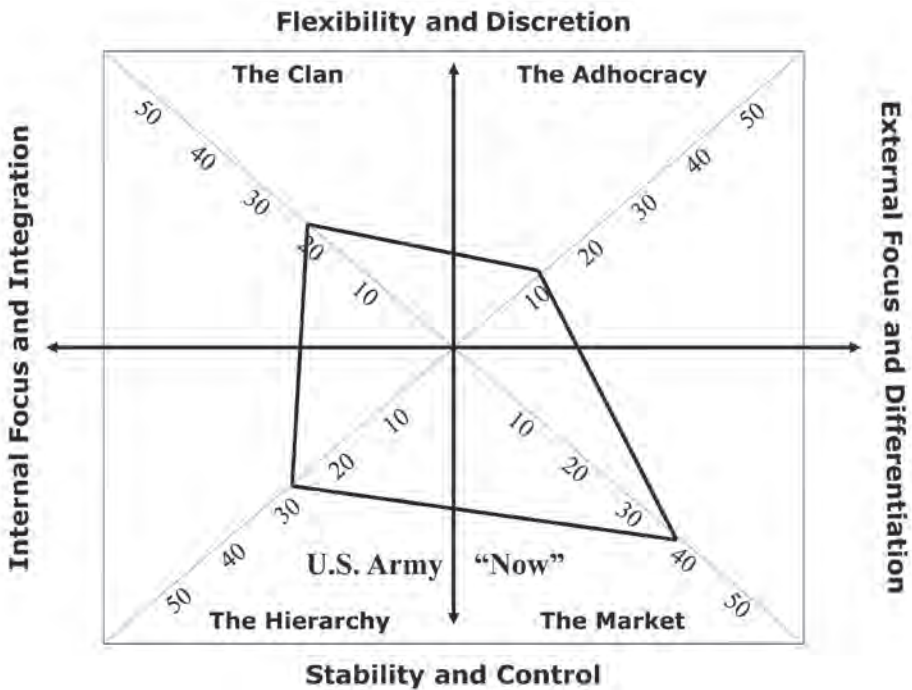 Flexibility and Discretion
The Clan
The Adhocracy
50
40
30
20
10
50
40
30
20
10
Internal Focus and Integration
External Focus and Differentiation
10
20
30
40
50
10
20
30
40
50
U.S. Army "Now"
The Hierarchy
The Market
Stability and Control